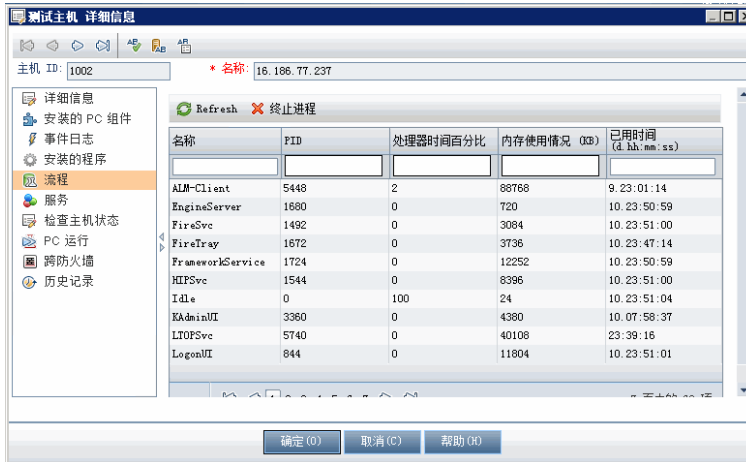 测试主机 详细信息
主机 ID: 1002 * 名称: 16.186.77.237
详细信息
安装的 PC 组件
事件日志
安装的程序
流程
服务
检查主机状态
PC 运行
跨防火墙
历史记录
Refresh 终止进程
名称 PID 处理器时间百分比 内存使用情况 (KB) 已用时间 (d.hh:mm:ss)
ALM-Client 5448 2 88768 9.23:01:14
EngineServer 1680 0 720 10.23:50:59
FireSvc 1492 0 3084 10.23:51:00
FireTray 1672 0 3736 10.23:47:14
FrameworkService 1724 0 12252 10.23:50:59
HIPSvc 1544 0 8396 10.23:51:00
Idle 0 100 24 10.23:51:04
KAdminUI 3360 0 4380 10.07:58:37
LTOPSvc 5740 0 40108 23:39:16
LogonUI 844 0 11804 10.23:51:01
确定(O) 取消(C) 帮助(H)